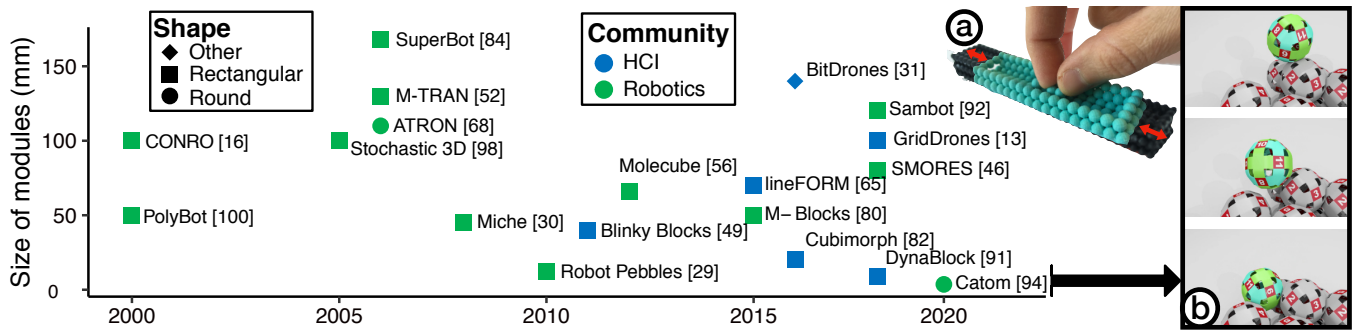 Shape
Other
Rectangular
Round
Community
HCI
Robotics
Size of modules (mm)
150
100
50
0
2000
2005
2010
2015
2020
SuperBot [84]
M-TRAN [52]
ATRON [68]
CONRO [16]
Stochastic 3D [98]
PolyBot [100]
Miche [30]
Robot Pebbles [29]
Blinky Blocks [49]
Molecube [56]
lineFORM [65]
M– Blocks [80]
Cubimorph [82]
BitDrones [31]
Sambot [92]
GridDrones [13]
SMORES [46]
DynaBlock [91]
Catom [94]
a
b